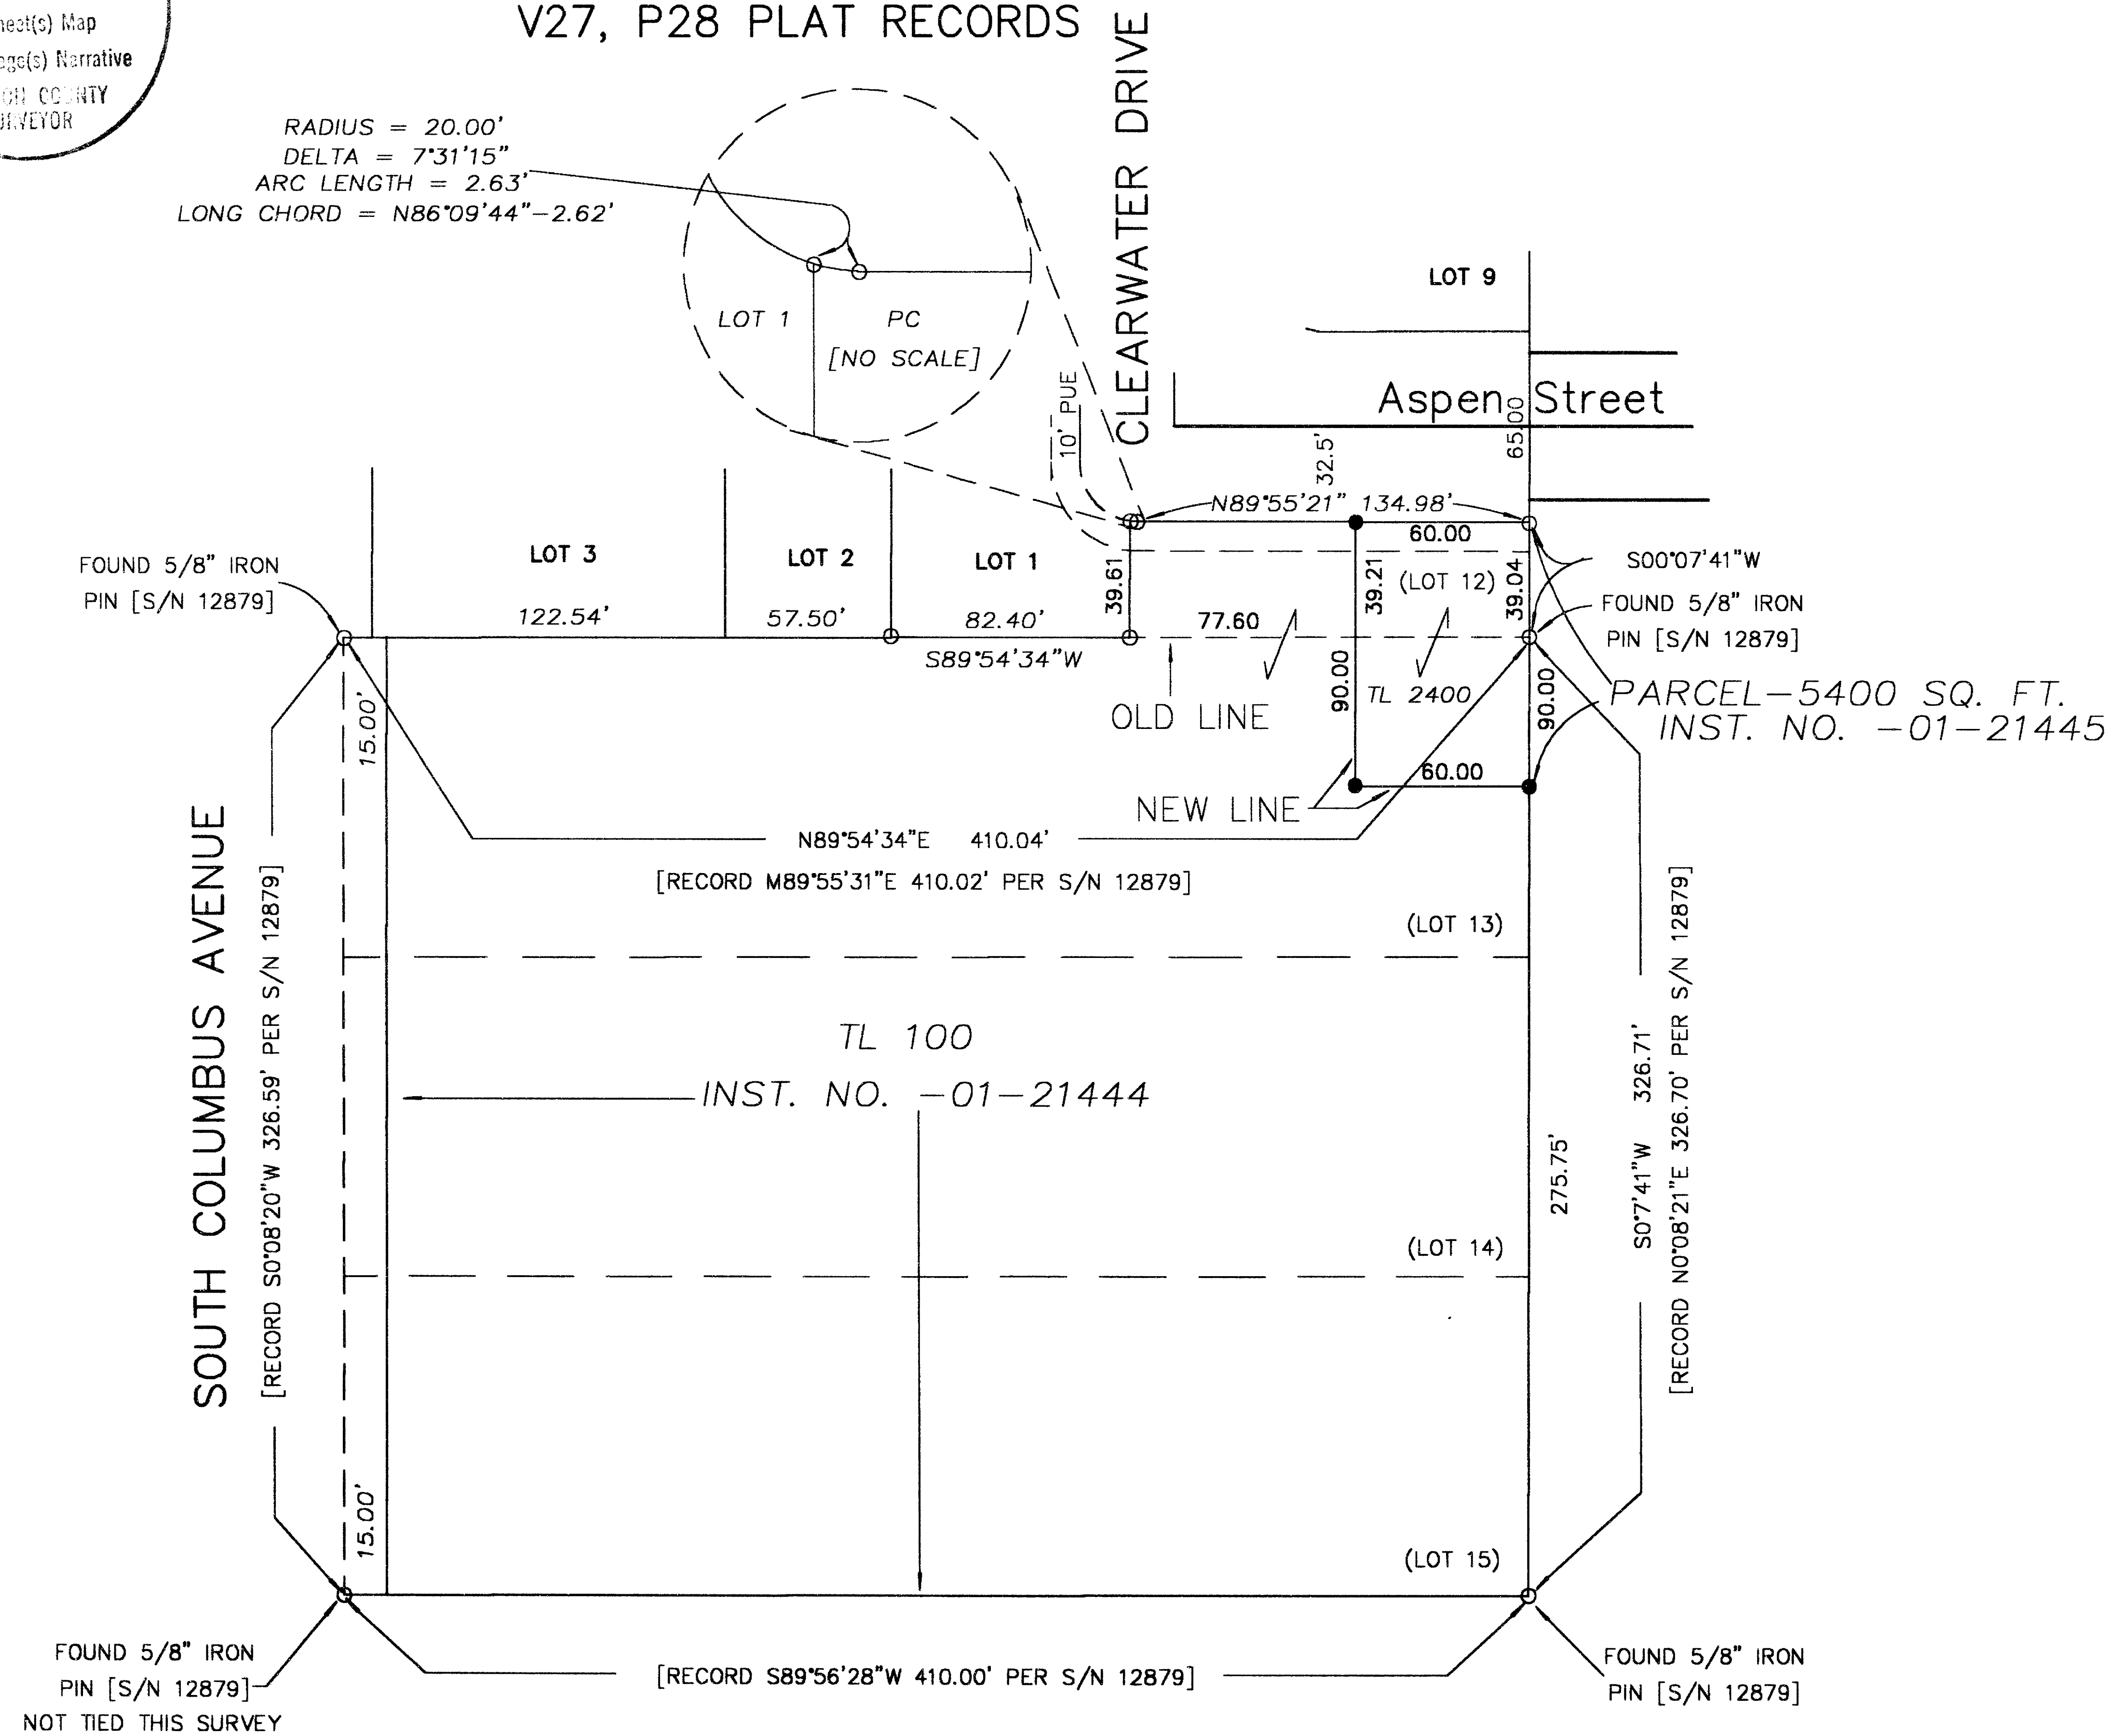 Map
Narrative
V27, P28 PLAT RECORDS
CLEARWATER DRIVE
RADIUS = 20.00'
DELTA = 7°31'15"
ARC LENGTH = 2.63'
LONG CHORD = N86°09'44"-2.62'
LOT 1
PC
[NO SCALE]
LOT 9
Aspen Street
65.00
32.5'
10' PUE
N89°55'21" 134.98'
60.00
S00°07'41"W
FOUND 5/8" IRON
PIN [S/N 12879]
LOT 3
LOT 2
LOT 1
39.61
39.21
(LOT 12)
39.04
FOUND 5/8" IRON
PIN [S/N 12879]
122.54'
57.50'
82.40'
77.60
S89°54'34"W
15.00'
OLD LINE
90.00
TL 2400
90.00
PARCEL-5400 SQ. FT.
INST. NO. -01-21445
60.00
NEW LINE
N89°54'34"E 410.04'
[RECORD M89°55'31"E 410.02' PER S/N 12879]
SOUTH COLUMBUS AVENUE
[RECORD S0°08'20"W 326.59' PER S/N 12879]
(LOT 13)
TL 100
INST. NO. -01-21444
275.75'
S0°7'41"W 326.71'
[RECORD N0°08'21"E 326.70' PER S/N 12879]
(LOT 14)
15.00'
(LOT 15)
FOUND 5/8" IRON
PIN [S/N 12879]
NOT TIED THIS SURVEY
[RECORD S89°56'28"W 410.00' PER S/N 12879]
FOUND 5/8" IRON
PIN [S/N 12879]